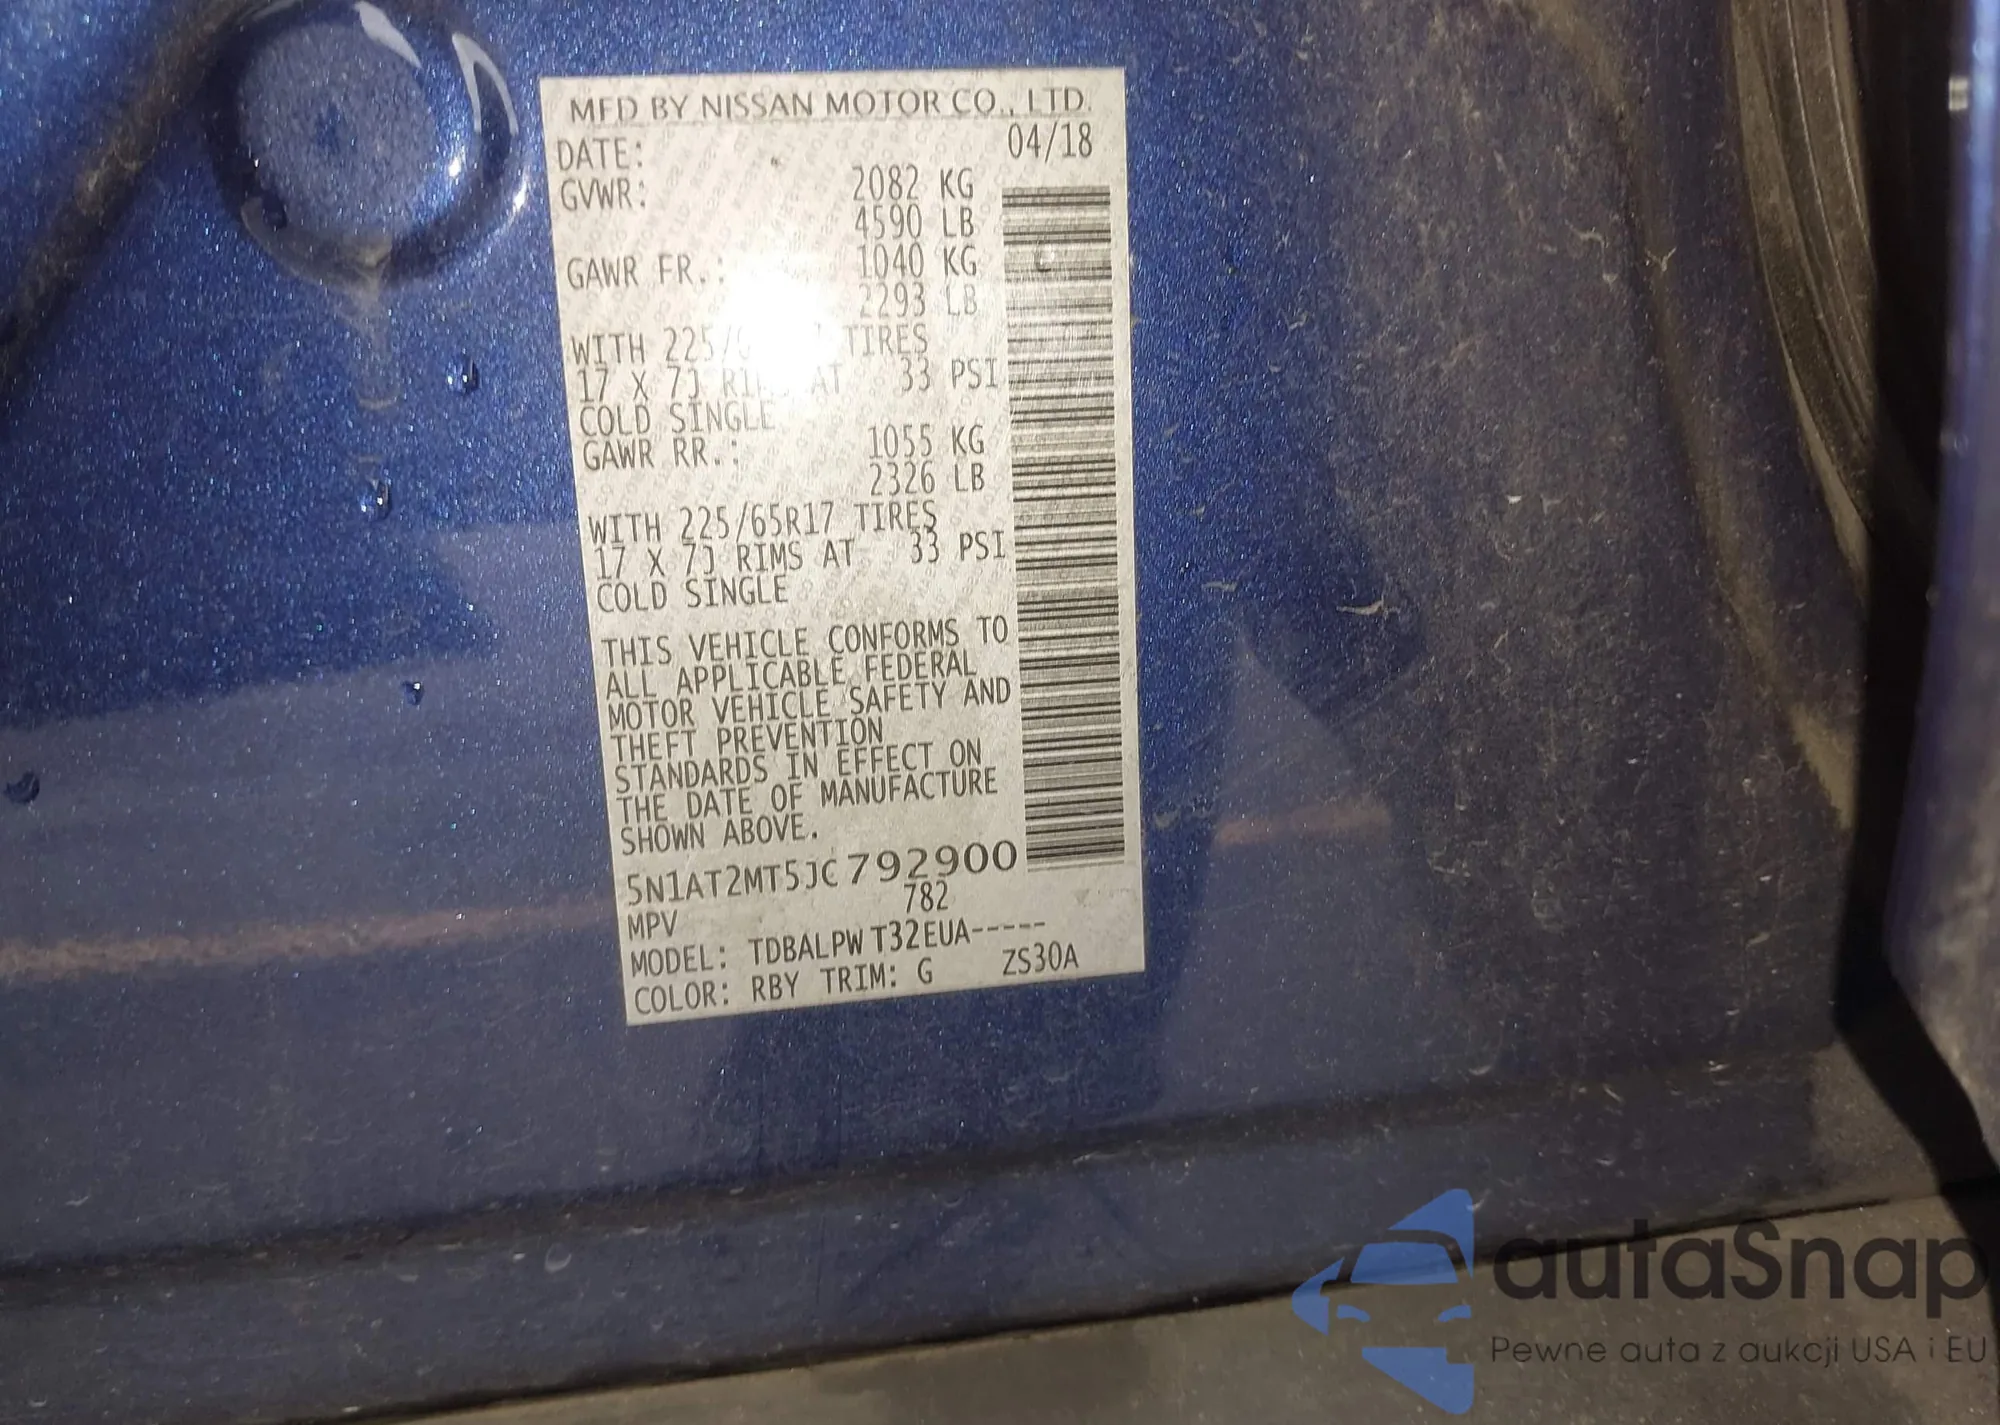 MFD BY NISSAN MOTOR CO., LTD.
DATE: 04/18
GVWR: 2082 KG
4590 LB
GAWR FR.: 1040 KG
2293 LB
WITH TIRES
17 X 7J RIMS AT 33 PSI
COLD SINGLE
GAWR RR.: 1055 KG
2326 LB
WITH 225/65R17 TIRES
17 X 7J RIMS AT 33 PSI
COLD SINGLE
THIS VEHICLE CONFORMS TO
ALL APPLICABLE FEDERAL
MOTOR VEHICLE SAFETY AND
THEFT PREVENTION
STANDARDS IN EFFECT ON
THE DATE OF MANUFACTURE
SHOWN ABOVE.
5N1AT2MT5JC792900
MPV 782
MODEL: TDBALPW T32EUA-----
COLOR: RBY TRIM: G ZS30A
autaSnap
Pewne auta z aukcji USA i EU